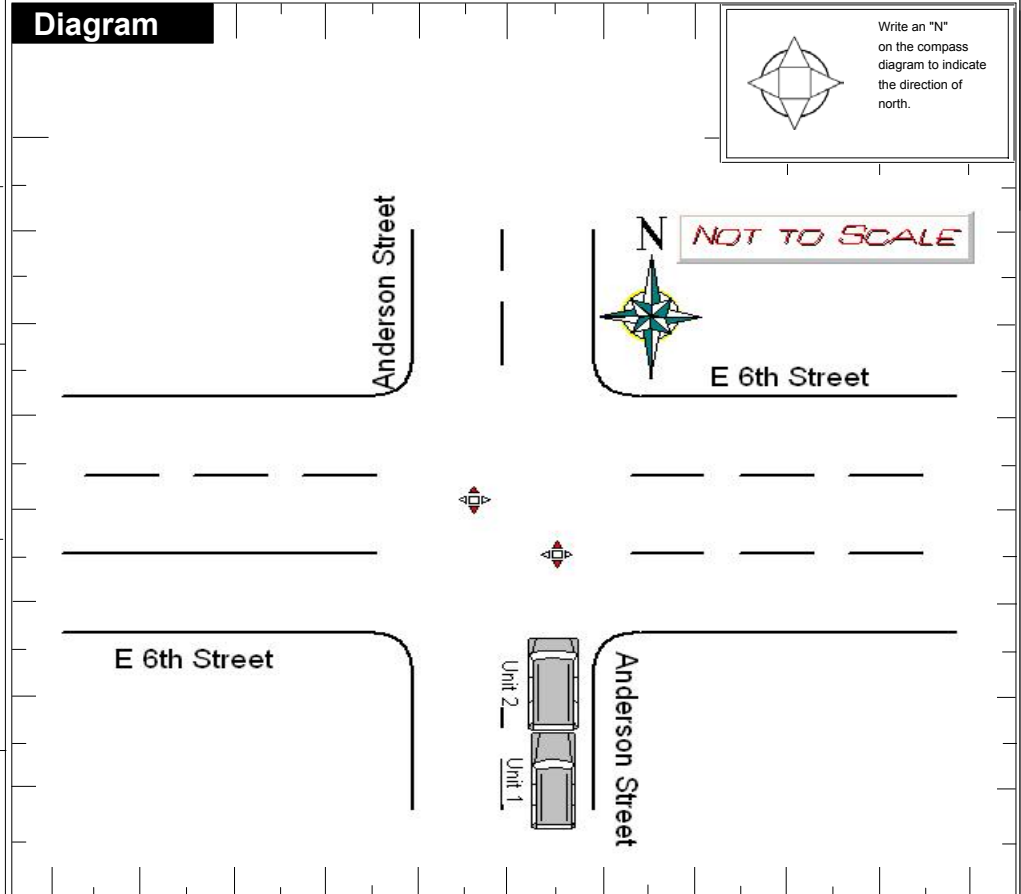 Diagram
Write an "N"
on the compass
diagram to indicate
the direction of
north.
Anderson Street
N
NOT TO SCALE
E 6th Street
E 6th Street
Unit 2
Anderson Street
Unit 1